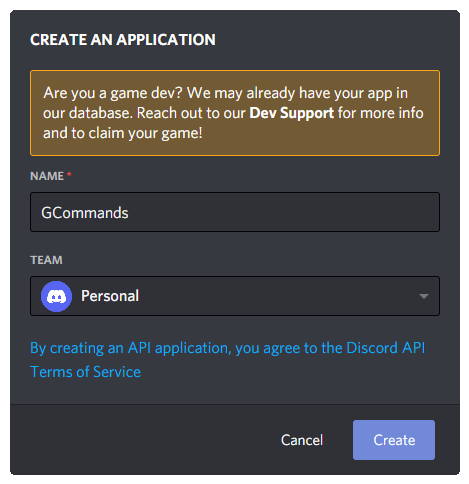 CREATE AN APPLICATION
Are you a game dev? We may already have your app in
our database. Reach out to our Dev Support for more info
and to claim your game!
NAME *
GCommands
TEAM
Personal
By creating an API application, you agree to the Discord API
Terms of Service
Cancel
Create